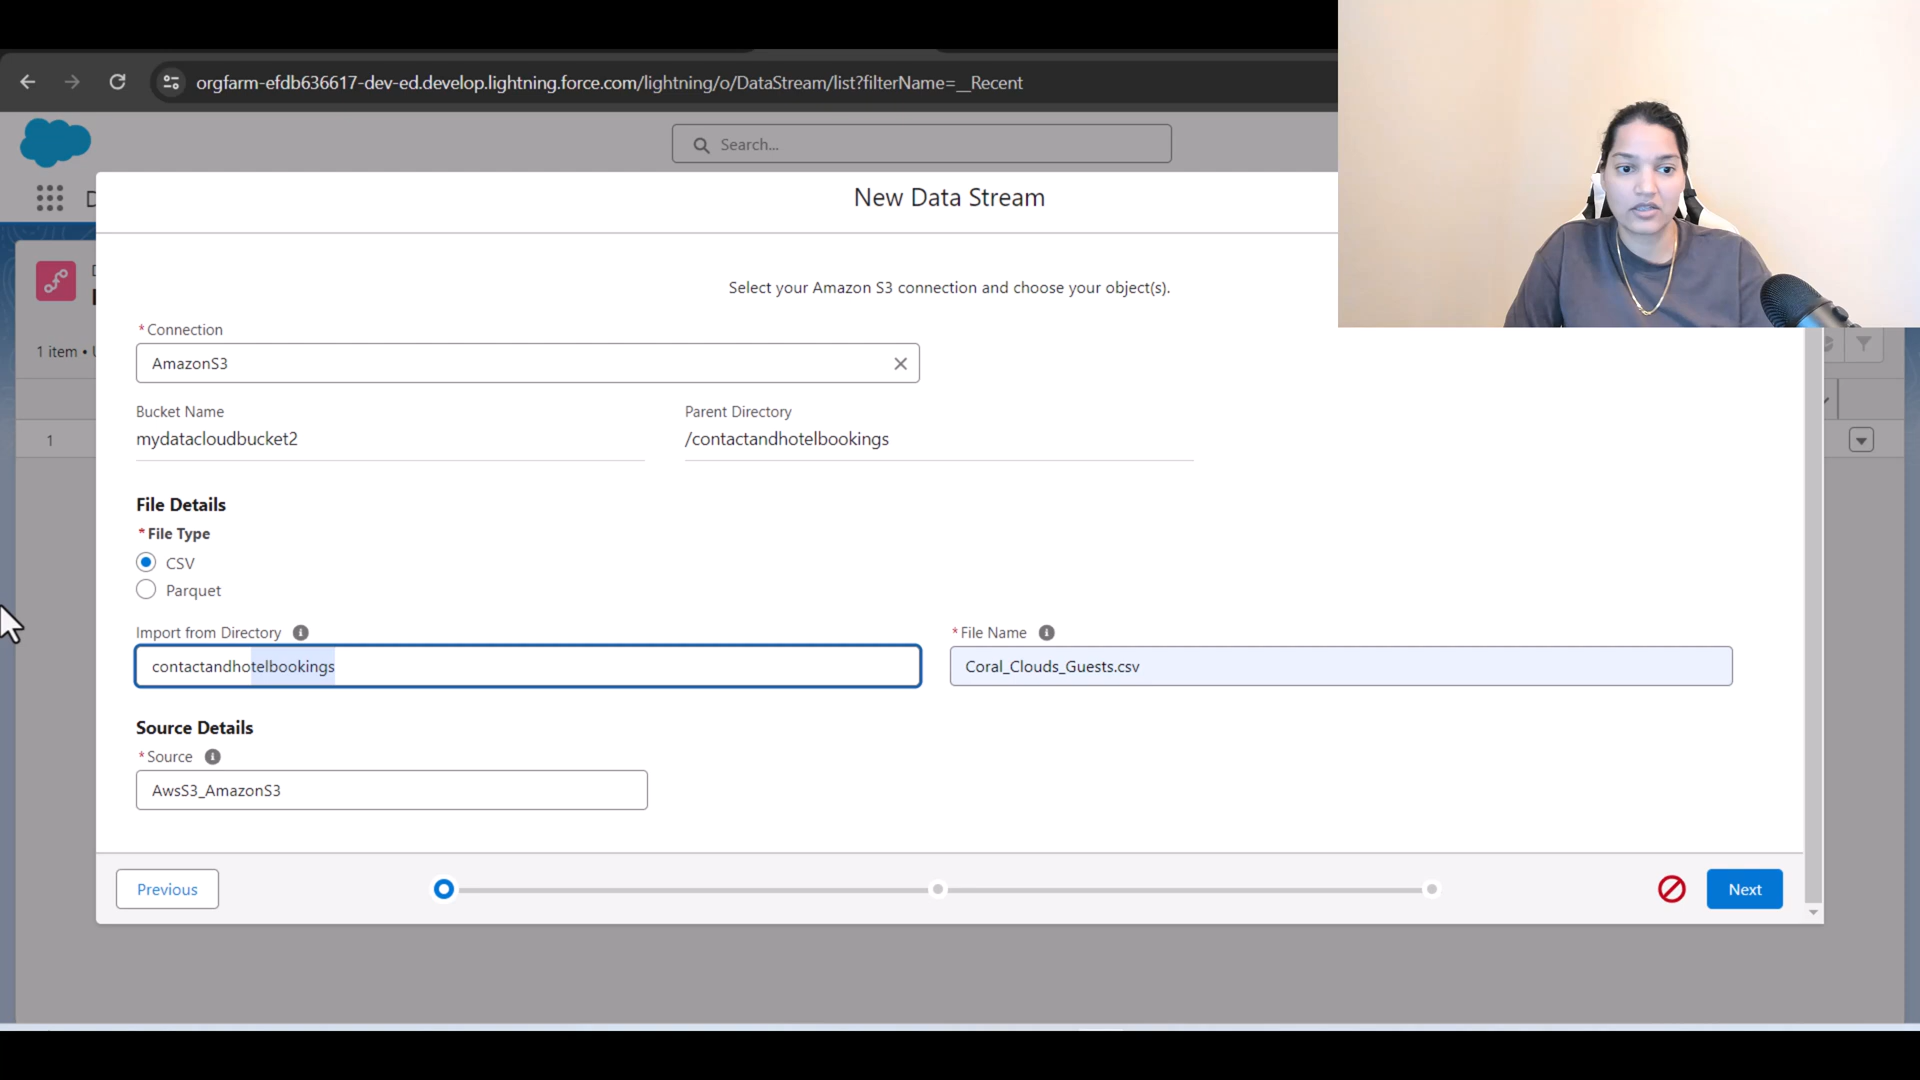 orgfarm-efdb636617-dev-ed.develop.lightning.force.com/lightning/o/DataStream/list?filterName=__Recent
Search...
New Data Stream
Select your Amazon S3 connection and choose your object(s).
1 item •
*Connection
AmazonS3
Bucket Name
Parent Directory
mydatacloudbucket2
/contactandhotelbookings
1
File Details
*File Type
CSV
Parquet
Import from Directory
*File Name
contactandhotelbookings
Coral_Clouds_Guests.csv
Source Details
*Source
AwsS3_AmazonS3
Previous
Next